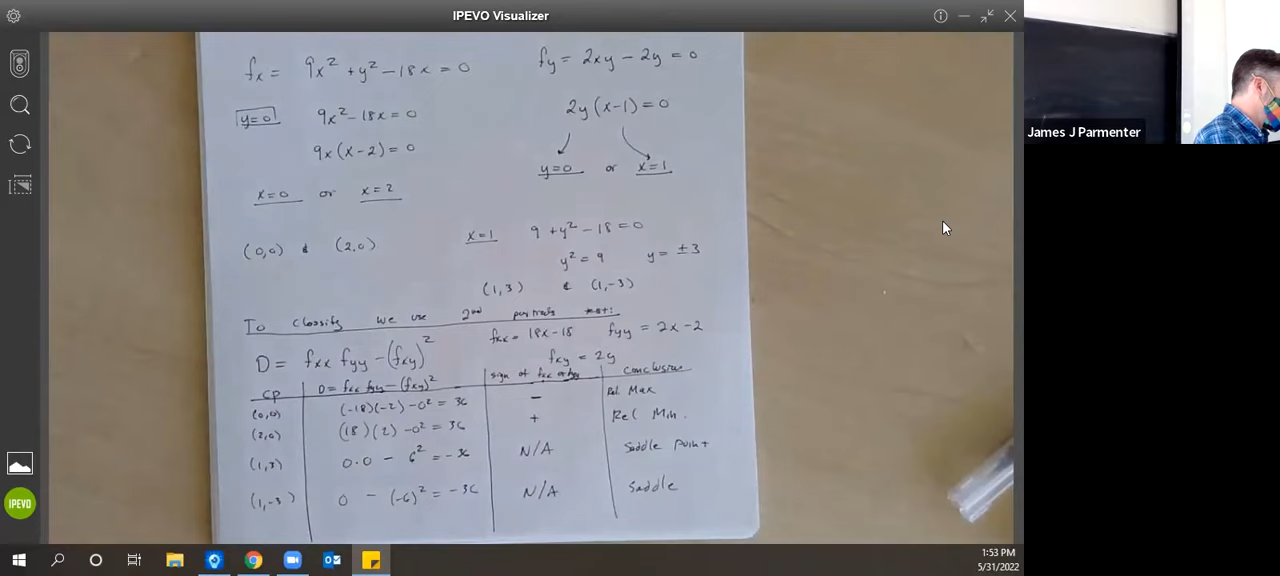 IPEVO Visualizer
James J Parmenter
fx = 9x² + y² - 18x = 0
fy = 2xy - 2y = 0
y=0
9x² - 18x = 0
2y(x-1) = 0
9x(x-2) = 0
y=0 or x=1
x=0 or x=2
x=1 9 + y² - 18 = 0
(0,0) & (2,0)
y² = 9 y = ±3
(1,3) & (1,-3)
To classify we use 2nd partials test:
fxx = 18x-18 fyy = 2x-2
D = fxx fyy - (fxy)²
fxy = 2y
CP D = fxx fyy - (fxy)² sign of fxx or fyy conclusion
(0,0) (-18)(-2) - 0² = 36 - Rel. Max
(2,0) (18)(2) - 0² = 36 + Rel Min.
(1,3) 0·0 - 6² = -36 N/A Saddle Point
(1,-3) 0 - (-6)² = -36 N/A Saddle
IPEVO
1:53 PM
5/31/2022